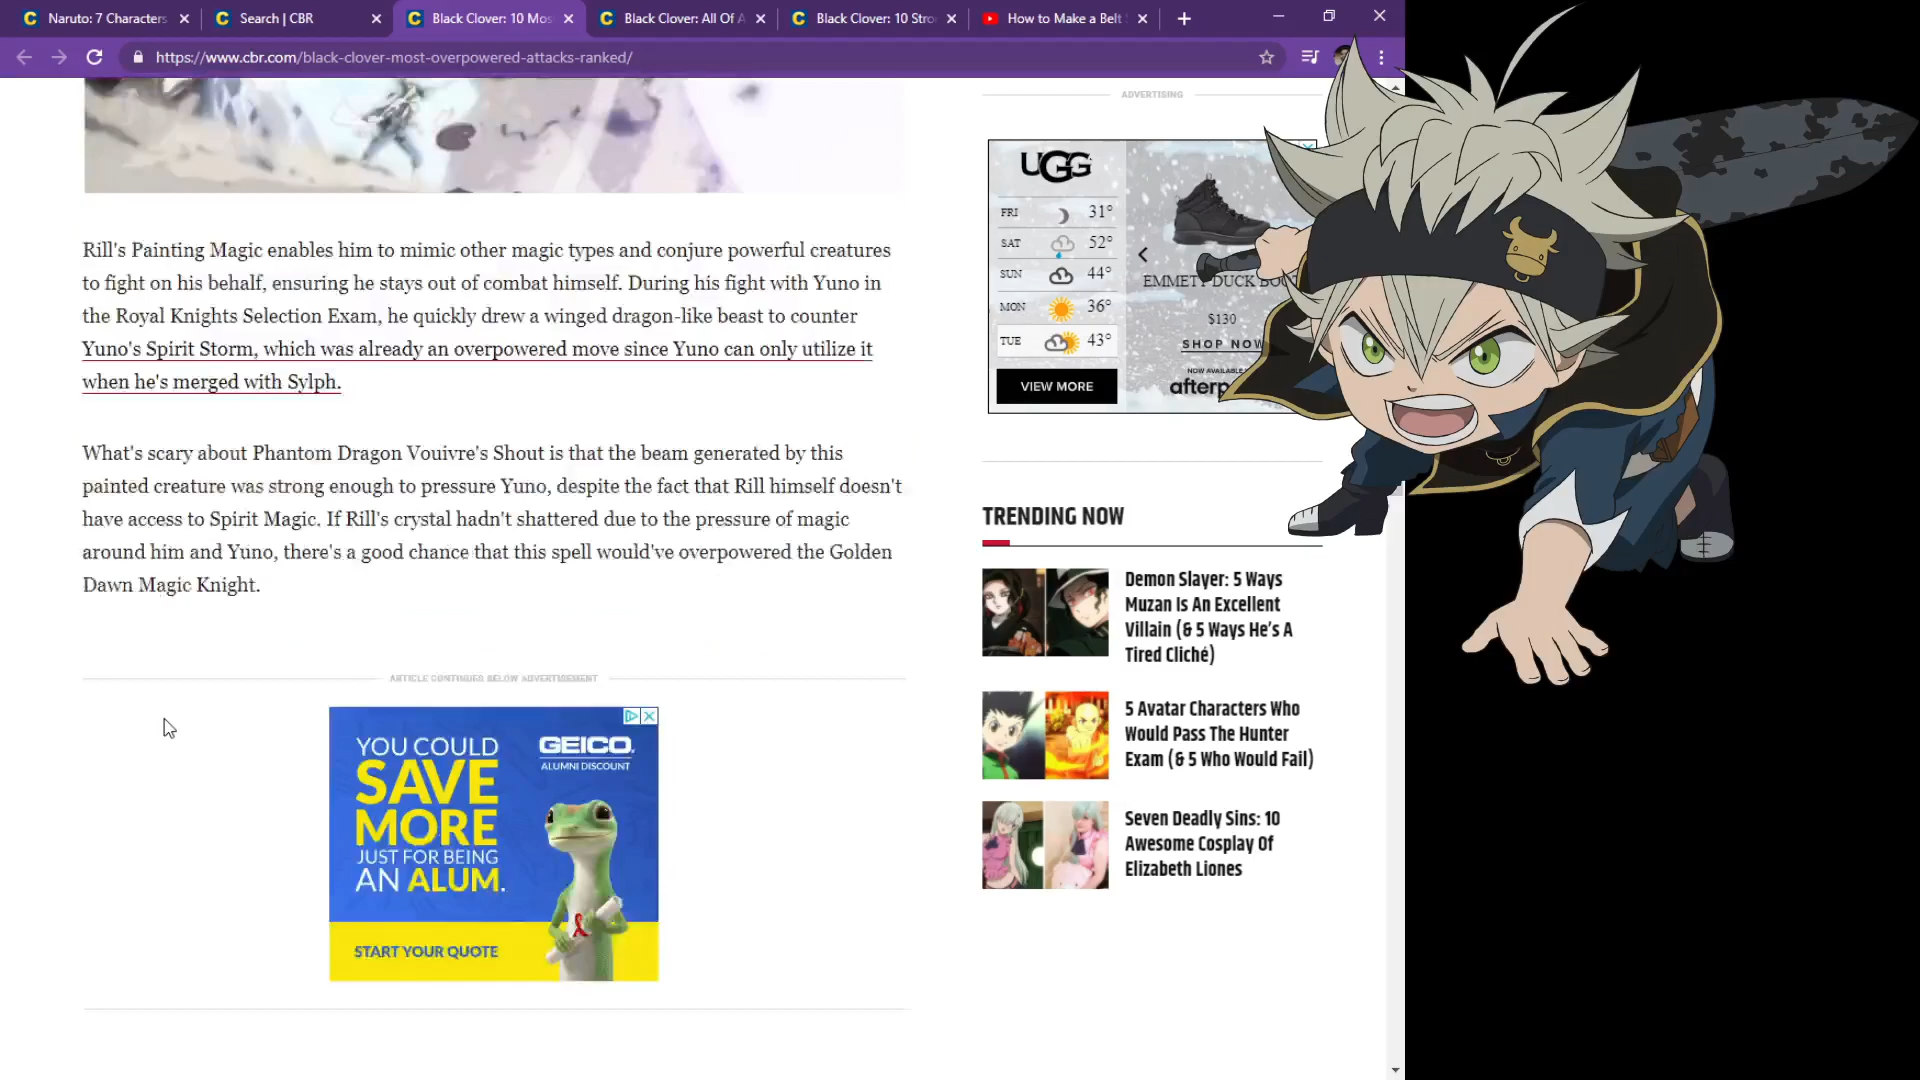 Naruto: 7 Characters
Search | CBR
Black Clover: 10 Mos
Black Clover: All Of A
Black Clover: 10 Stro
How to Make a Belt
https://www.cbr.com/black-clover-most-overpowered-attacks-ranked/
Rill's Painting Magic enables him to mimic other magic types and conjure powerful creatures
to fight on his behalf, ensuring he stays out of combat himself. During his fight with Yuno in
the Royal Knights Selection Exam, he quickly drew a winged dragon-like beast to counter
Yuno's Spirit Storm, which was already an overpowered move since Yuno can only utilize it
when he's merged with Sylph.
What's scary about Phantom Dragon Vouivre's Shout is that the beam generated by this
painted creature was strong enough to pressure Yuno, despite the fact that Rill himself doesn't
have access to Spirit Magic. If Rill's crystal hadn't shattered due to the pressure of magic
around him and Yuno, there's a good chance that this spell would've overpowered the Golden
Dawn Magic Knight.
ARTICLE CONTINUED BELOW ADVERTISEMENT
YOU COULD
SAVE
MORE
JUST FOR BEING
AN ALUM.
GEICO.
ALUMNI DISCOUNT
START YOUR QUOTE
ADVERTISING
UGG
FRI 31°
SAT 52°
SUN 44°
MON 36°
TUE 43°
VIEW MORE
EMMETT DUCK BOOT
$130
SHOP NOW
NOW AVAILABLE
afterp
TRENDING NOW
Demon Slayer: 5 Ways
Muzan Is An Excellent
Villain (& 5 Ways He's A
Tired Cliché)
5 Avatar Characters Who
Would Pass The Hunter
Exam (& 5 Who Would Fail)
Seven Deadly Sins: 10
Awesome Cosplay Of
Elizabeth Liones